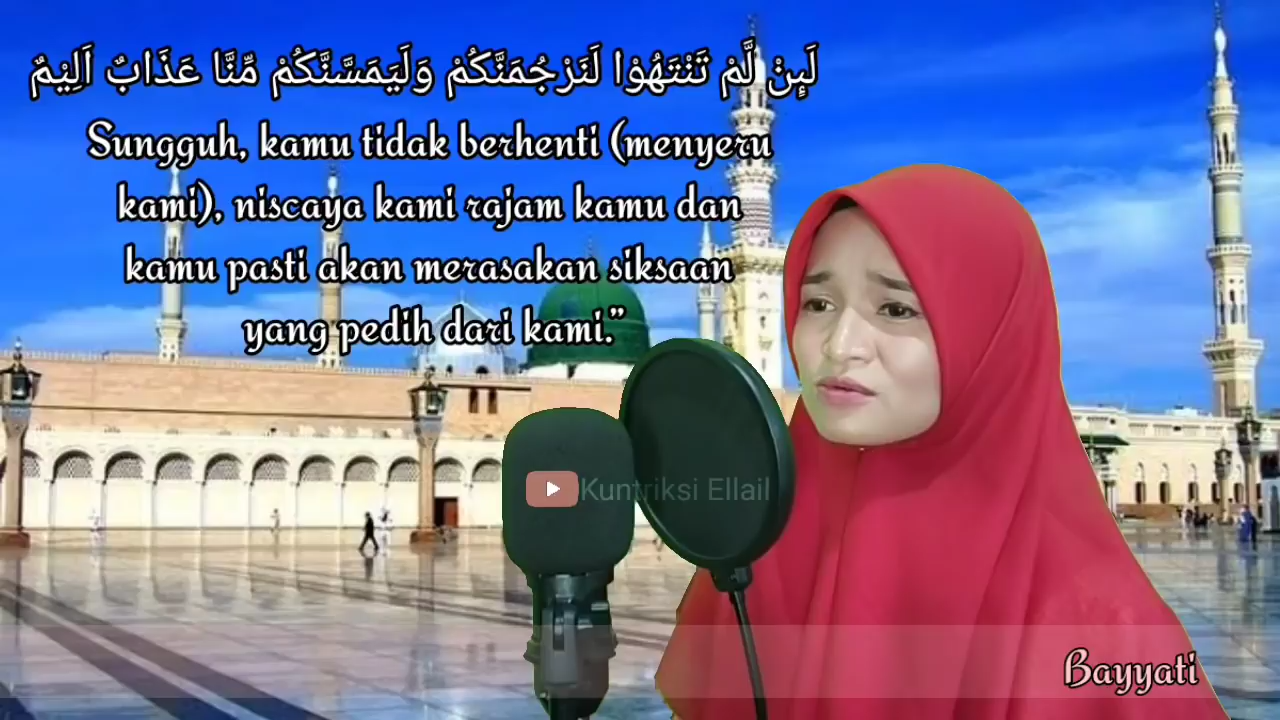 لَىِٕنْ لَّمْ تَنْتَهُوْا لَنَرْجُمَنَّكُمْ وَلَيَمَسَّنَّكُمْ مِّنَّا عَذَابٌ اَلِيْمٌ
Sungguh, kamu tidak berhenti (menyeru
kami), niscaya kami rajam kamu dan
kamu pasti akan merasakan siksaan
yang pedih dari kami."
Kuntriksi Ellail
Bayyati